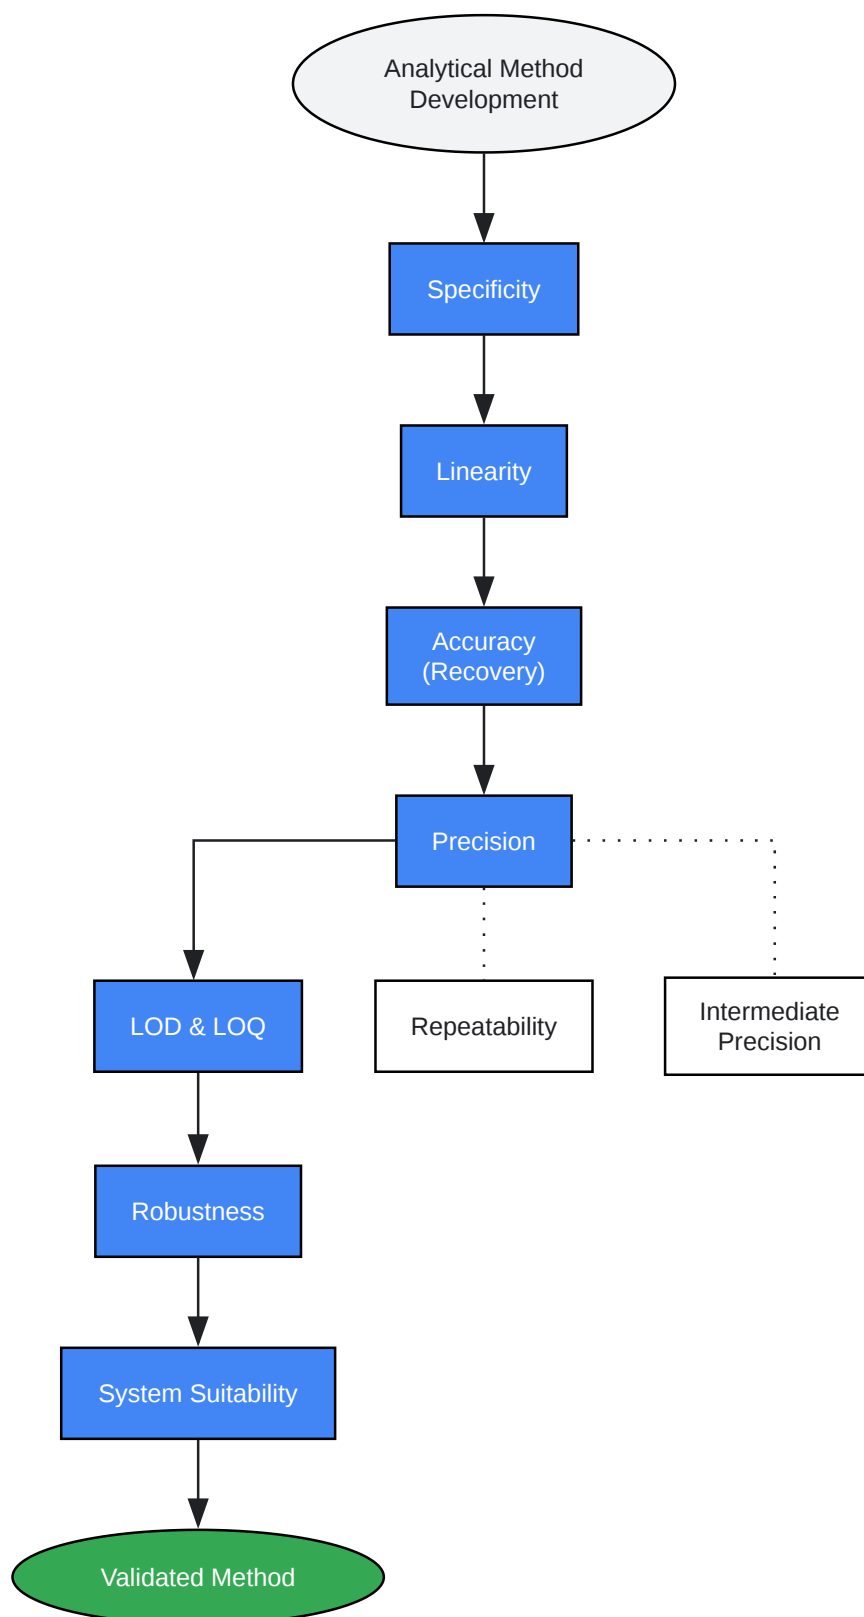 Analytical Method
Development
Specificity
Linearity
Accuracy
(Recovery)
Precision
LOD & LOQ
Repeatability
Intermediate
Precision
Robustness
System Suitability
Validated Method